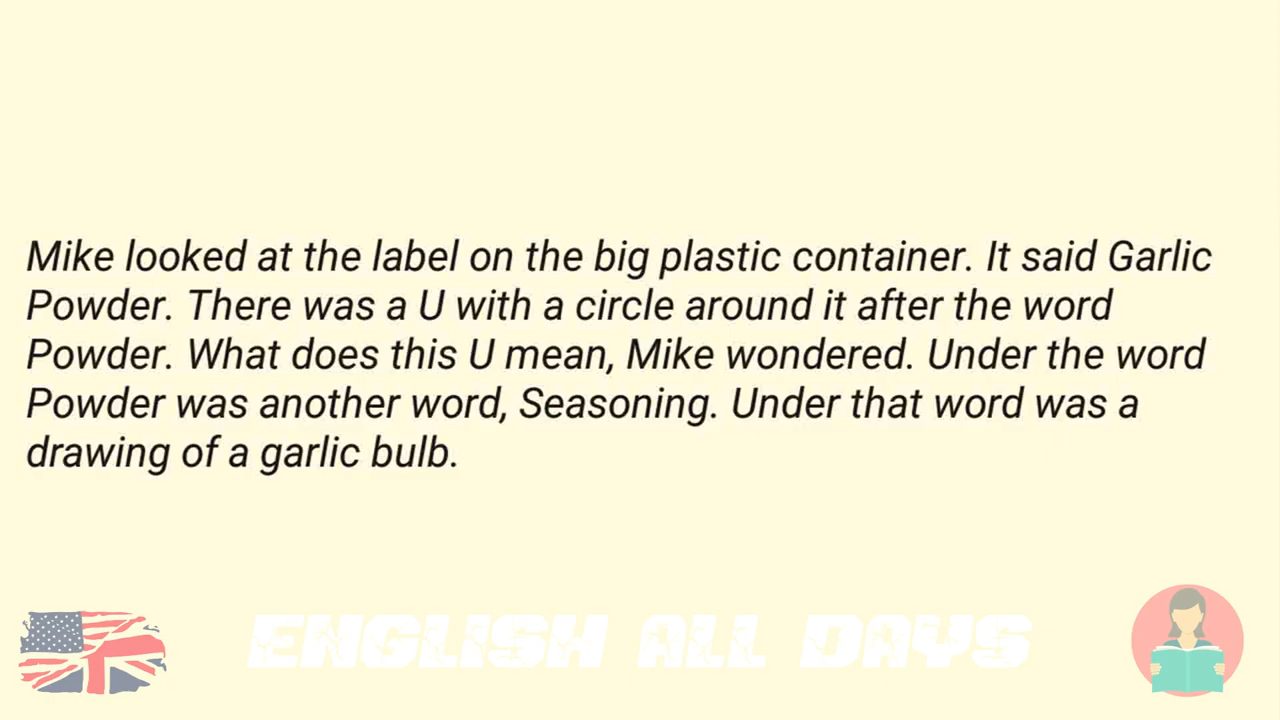 Mike looked at the label on the big plastic container. It said Garlic
Powder. There was a U with a circle around it after the word
Powder. What does this U mean, Mike wondered. Under the word
Powder was another word, Seasoning. Under that word was a
drawing of a garlic bulb.
ENGLISH ALL DAYS